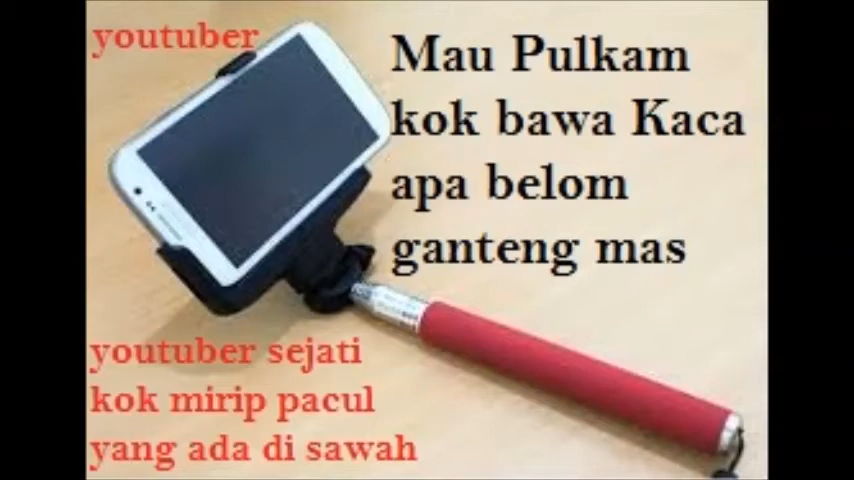 youtuber
Mau Pulkam
kok bawa Kaca
apa belom
ganteng mas
youtuber sejati
kok mirip pacul
yang ada di sawah